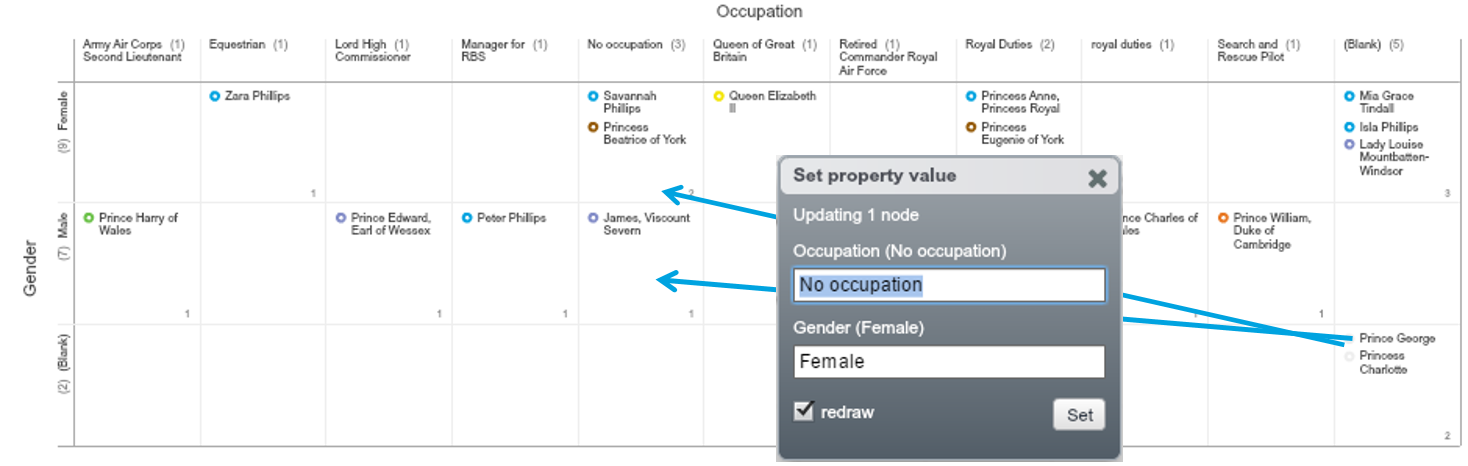 Occupation
Army Air Corps (1)
Second Lieutenant
Equestrian (1)
Lord High (1)
Commissioner
Manager for (1)
RBS
No occupation (3)
Queen of Great (1)
Britain
Retired (1)
Commander Royal
Air Force
Royal Duties (2)
royal duties (1)
Search and (1)
Rescue Pilot
(Blank) (5)
Gender
(9) Female
Zara Phillips
1
Savannah
Phillips
Princess
Beatrice of York
2
Queen Elizabeth
II
Princess Anne,
Princess Royal
Princess
Eugenie of York
Mia Grace
Tindall
Isla Phillips
Lady Louise
Mountbatten-
Windsor
3
(7) Male
Prince Harry of
Wales
1
Prince Edward,
Earl of Wessex
1
Peter Phillips
1
James, Viscount
Severn
1
nce Charles of
ales
1
Prince William,
Duke of
Cambridge
1
(2) (Blank)
Prince George
Princess
Charlotte
2
Set property value
Updating 1 node
Occupation (No occupation)
No occupation
Gender (Female)
Female
redraw
Set